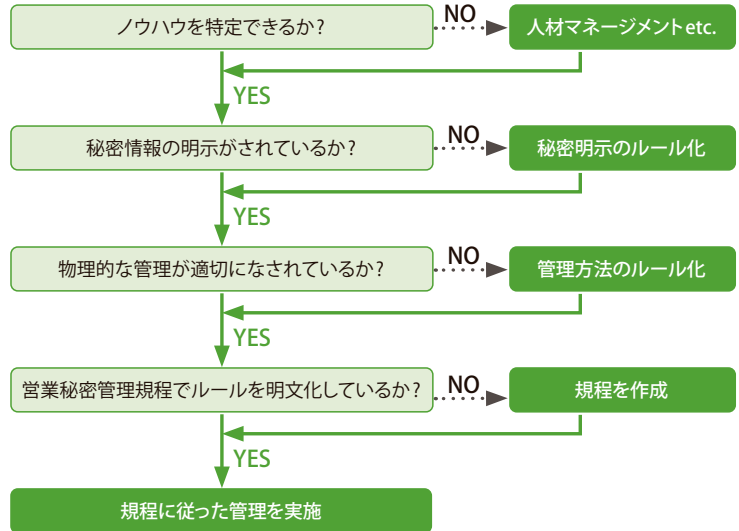 ノウハウを特定できるか?
NO
人材マネージメントetc.
YES
秘密情報の明示がされているか?
NO
秘密明示のルール化
YES
物理的な管理が適切になされているか?
NO
管理方法のルール化
YES
営業秘密管理規程でルールを明文化しているか?
NO
規程を作成
YES
規程に従った管理を実施